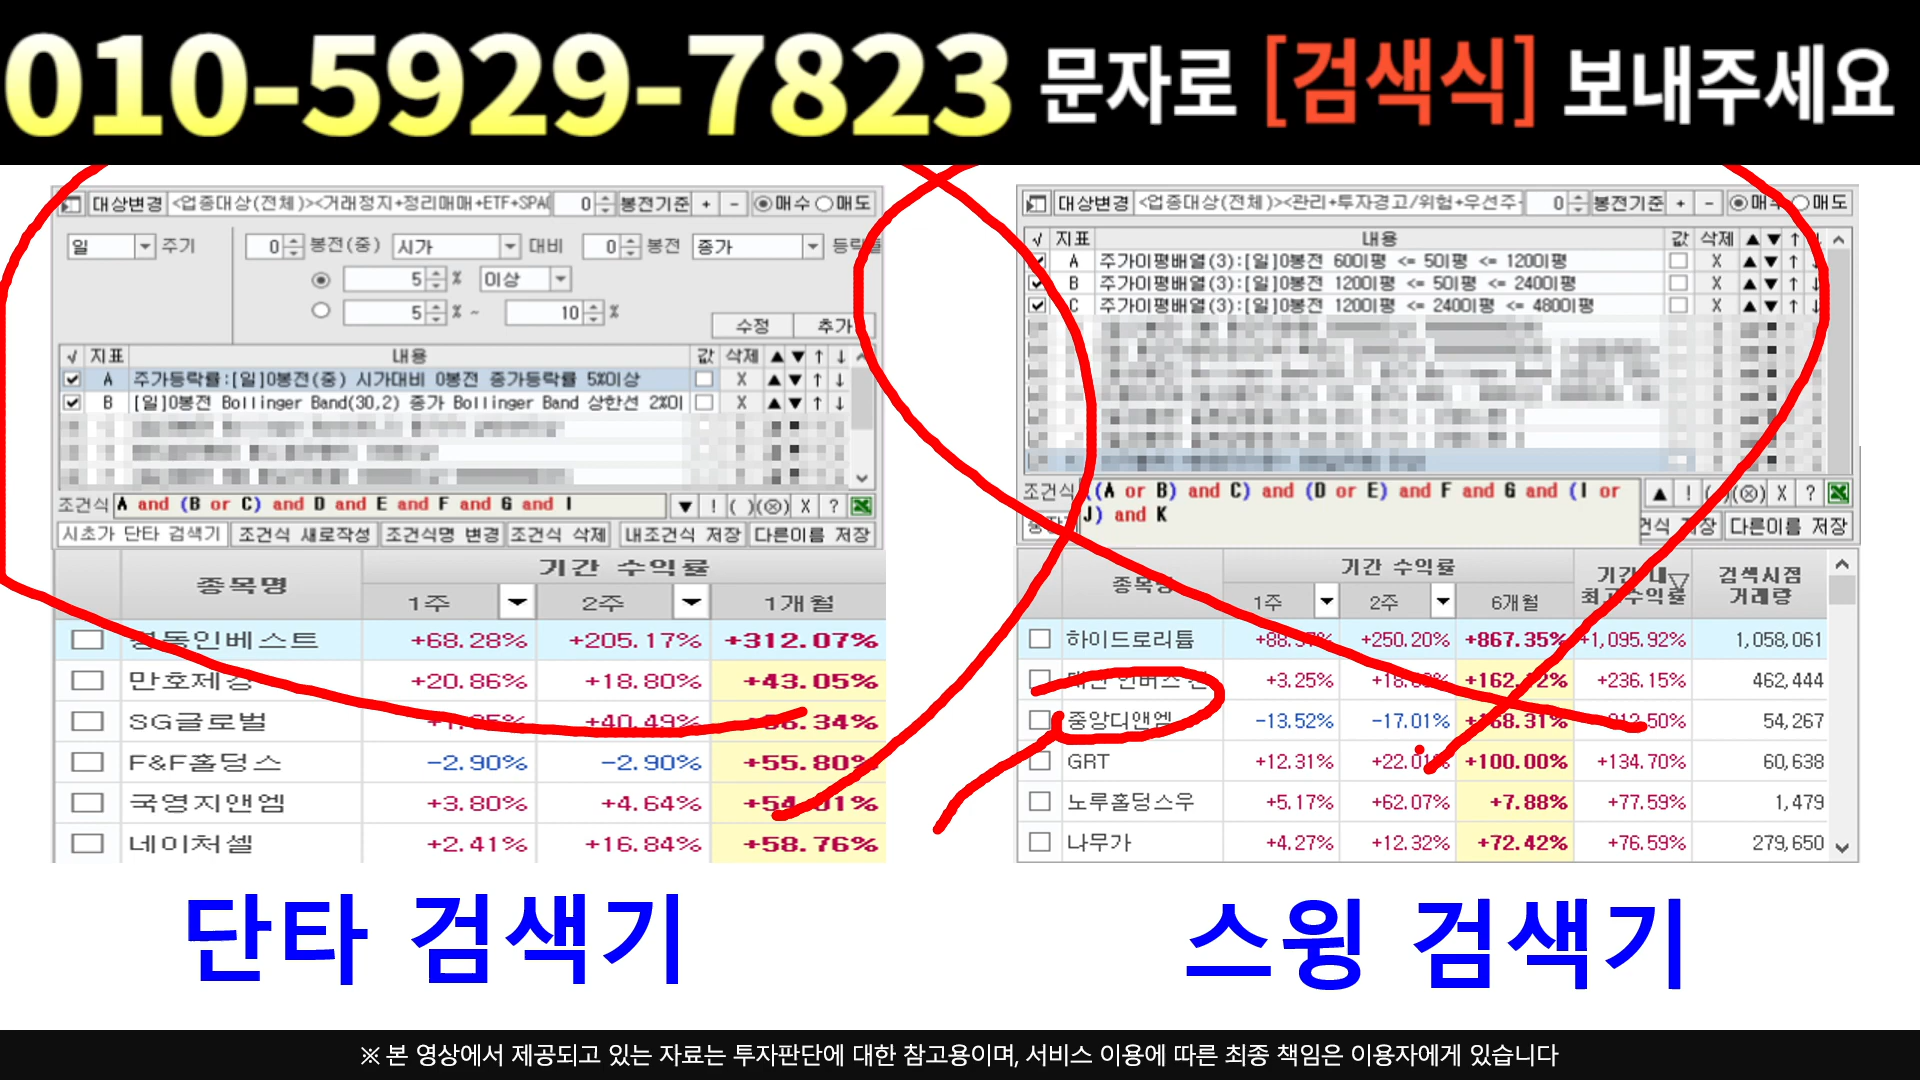 010-5929-7823 문자로 [검색식] 보내주세요
대상변경 <업종대상(전체)><거래정지+정리매매+ETF+SPA 0 봉전기준 + - 매수 매도
일 주기 0 봉전(중) 시가 대비 0 봉전 종가
5 % 이상
5 % ~ 10 %
수정 추가
√ 지표 내용 값 삭제 ▲ ▼ ↑ ↓
A 주가등락률:[일]0봉전(중) 시가대비 0봉전 종가등락률 5%이상 X ▲ ▼ ↑ ↓
B [일]0봉전 Bollinger Band(30,2) 종가 Bollinger Band 상한선 2%이 X ▲ ▼ ↑ ↓
조건식 A and (B or C) and D and E and F and G and I ▼ ! ( ) (⊗) X ?
시초가 단타 검색기 조건식 새로작성 조건식명 변경 조건식 삭제 내조건식 저장 다른이름 저장
종목명 기간 수익률
1주 2주 1개월
+68.28% +205.17% +312.07%
만호제강 +20.86% +18.80% +43.05%
SG글로벌 +40.49%
F&F홀딩스 -2.90% -2.90% +55.80%
국영지앤엠 +3.80% +4.64%
네이처셀 +2.41% +16.84% +58.76%
단타 검색기
대상변경 <업종대상(전체)><관리+투자경고/위험+우선주+ 0 봉전기준 + - 매수 매도
√ 지표 내용 값 삭제 ▲ ▼ ↑ ↓
A 주가이평배열(3):[일]0봉전 60이평 <= 5이평 <= 120이평 X ▲ ▼ ↑ ↓
B 주가이평배열(3):[일]0봉전 120이평 <= 5이평 <= 240이평 X ▲ ▼ ↑ ↓
C 주가이평배열(3):[일]0봉전 120이평 <= 240이평 <= 480이평 X ▲ ▼ ↑ ↓
조건식 ((A or B) and C) and (D or E) and F and G and (I or ▲ ! ( ) (⊗) X ?
J) and K
저장 다른이름 저장
종목명 기간 수익률 기간 내 최고수익률 검색시점 거래량
1주 2주 6개월
하이드로리튬 +250.20% +867.35% +1,095.92% 1,058,061
+3.25% +236.15% 462,444
중앙디앤엠 -13.52% -17.01% 54,267
GRT +12.31% +100.00% +134.70% 60,638
노루홀딩스우 +5.17% +62.07% +7.88% +77.59% 1,479
나무가 +4.27% +12.32% +72.42% +76.59% 279,650
스윙 검색기
※ 본 영상에서 제공되고 있는 자료는 투자판단에 대한 참고용이며, 서비스 이용에 따른 최종 책임은 이용자에게 있습니다